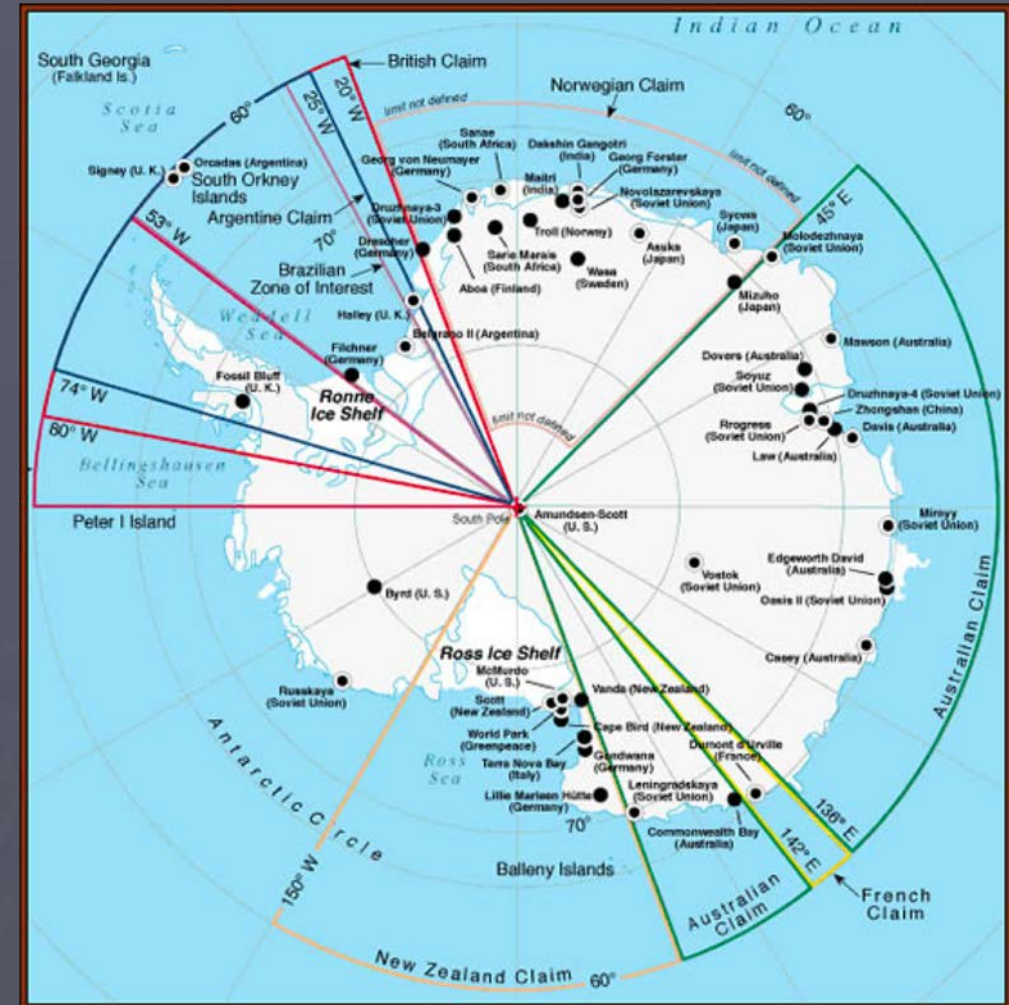 Indian Ocean
South Georgia
(Falkland Is.)
British Claim
Norwegian Claim
20° W
25° W
limit not defined
60°
60°
Scotia
Sea
Sanae
(South Africa)
Dakshin Gangotri
(India)
Georg von Neumayer
(Germany)
Georg Forster
(Germany)
limit not defined
Orcadas (Argentina)
Signey (U. K.)
South Orkney
Islands
Maitri
(India)
Novolazarevskaya
(Soviet Union)
45° E
Argentine Claim
Druzhnaya-3
(Soviet Union)
Syowa
(Japan)
53° W
70°
Troll (Norway)
Molodezhnaya
(Soviet Union)
Drescher
(Germany)
Asuka
(Japan)
Sarie Marais
(South Africa)
Brazilian
Zone of Interest
Wasa
(Sweden)
Aboa (Finland)
Mizuho
(Japan)
Weddell
Sea
Halley (U. K.)
Belgrano II (Argentina)
Mawson (Australia)
Filchner
(Germany)
Dovers (Australia)
Fossil Bluff
(U. K.)
Soyuz
(Soviet Union)
74° W
Ronne
Ice Shelf
Druzhnaya-4 (Soviet Union)
Zhongshan (China)
limit not defined
Rrogress
(Soviet Union)
Davis (Australia)
80° W
Law (Australia)
Bellingshausen
Sea
Peter I Island
South Pole
Amundsen-Scott
(U. S.)
Mirnyy
(Soviet Union)
Edgeworth David
(Australia)
Vostok
(Soviet Union)
Byrd (U. S.)
Oasis II (Soviet Union)
Australian Claim
Ross Ice Shelf
Casey (Australia)
McMurdo
(U. S.)
Russkaya
(Soviet Union)
Vanda (New Zealand)
Scott
(New Zealand)
Cape Bird (New Zealand)
World Park
(Greenpeace)
Antarctic Circle
Dumont d'Urville
(France)
Ross
Sea
Gondwana
(Germany)
Terra Nova Bay
(Italy)
Leningradskaya
(Soviet Union)
Lillie Marleen Hütte
(Germany)
136° E
70°
Commonwealth Bay
(Australia)
142° E
Balleny Islands
150° W
French
Claim
Australian
Claim
New Zealand Claim
60°